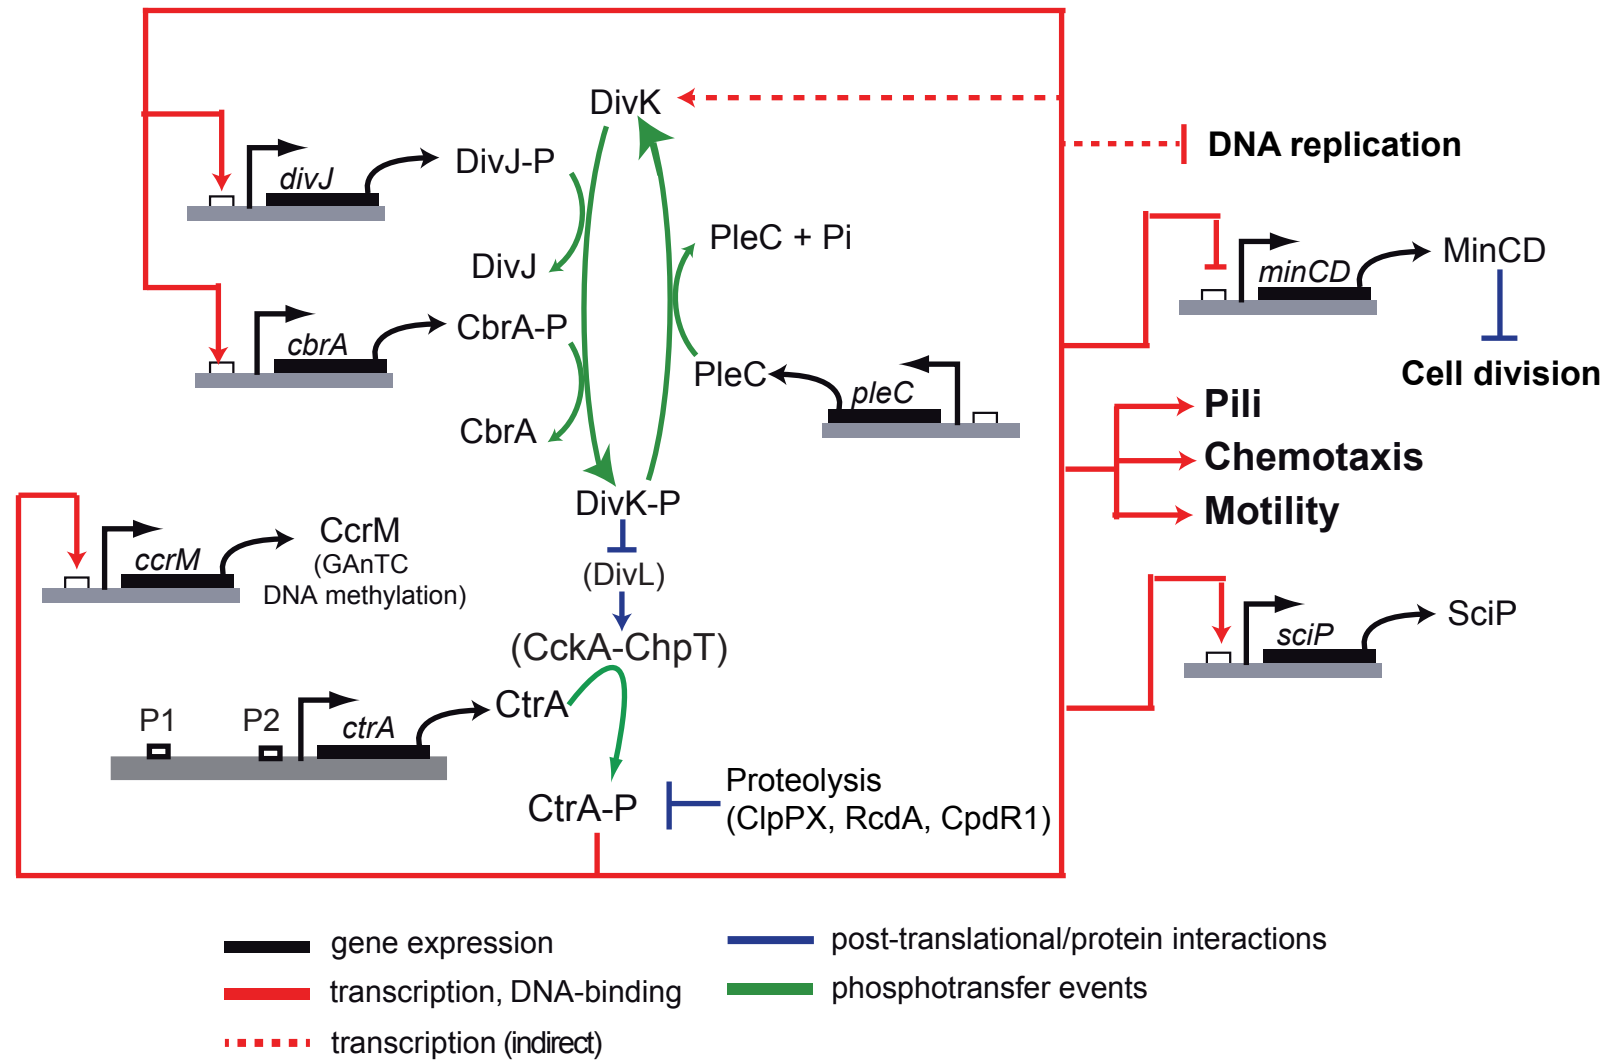 DivK
DNA replication
divJ
DivJ-P
PleC + Pi
MinCD
minCD
DivJ
CbrA-P
cbrA
PleC
pleC
Cell division
Pili
CbrA
Chemotaxis
DivK-P
Motility
CcrM
ccrM
(GAnTC
DNA methylation)
(DivL)
SciP
sciP
(CckA-ChpT)
CtrA
P1
P2
ctrA
Proteolysis
CtrA-P
(ClpPX, RcdA, CpdR1)
gene expression
post-translational/protein interactions
transcription, DNA-binding
phosphotransfer events
transcription (indirect)